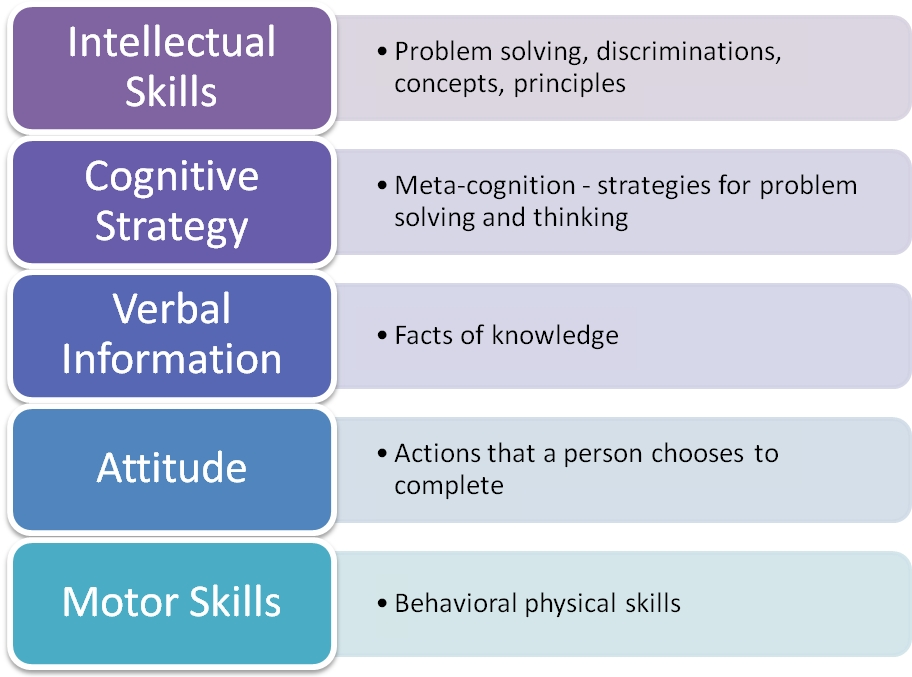 Intellectual
Skills
• Problem solving, discriminations,
concepts, principles
Cognitive
Strategy
• Meta-cognition - strategies for problem
solving and thinking
Verbal
Information
• Facts of knowledge
Attitude
• Actions that a person chooses to
complete
Motor Skills
• Behavioral physical skills